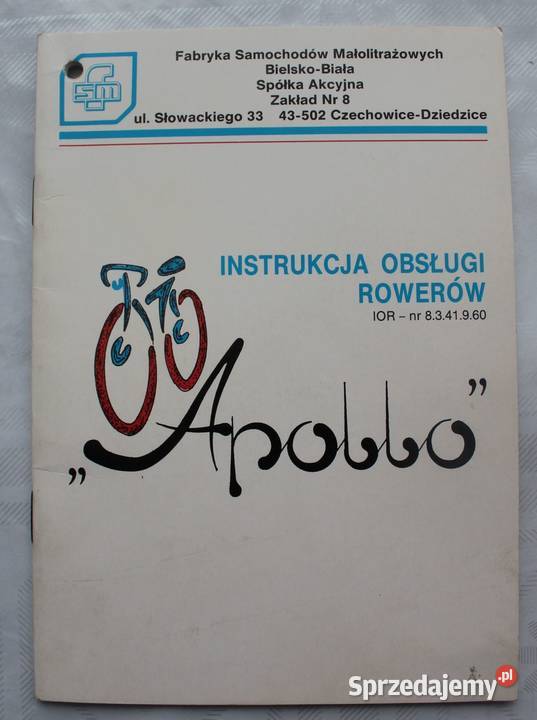 FSM
Fabryka Samochodów Małolitrażowych
Bielsko-Biała
Spółka Akcyjna
Zakład Nr 8
ul. Słowackiego 33 43-502 Czechowice-Dziedzice
INSTRUKCJA OBSŁUGI
ROWERÓW
IOR – nr 8.3.41.9.60
„Apollo”
Sprzedajemy.pl